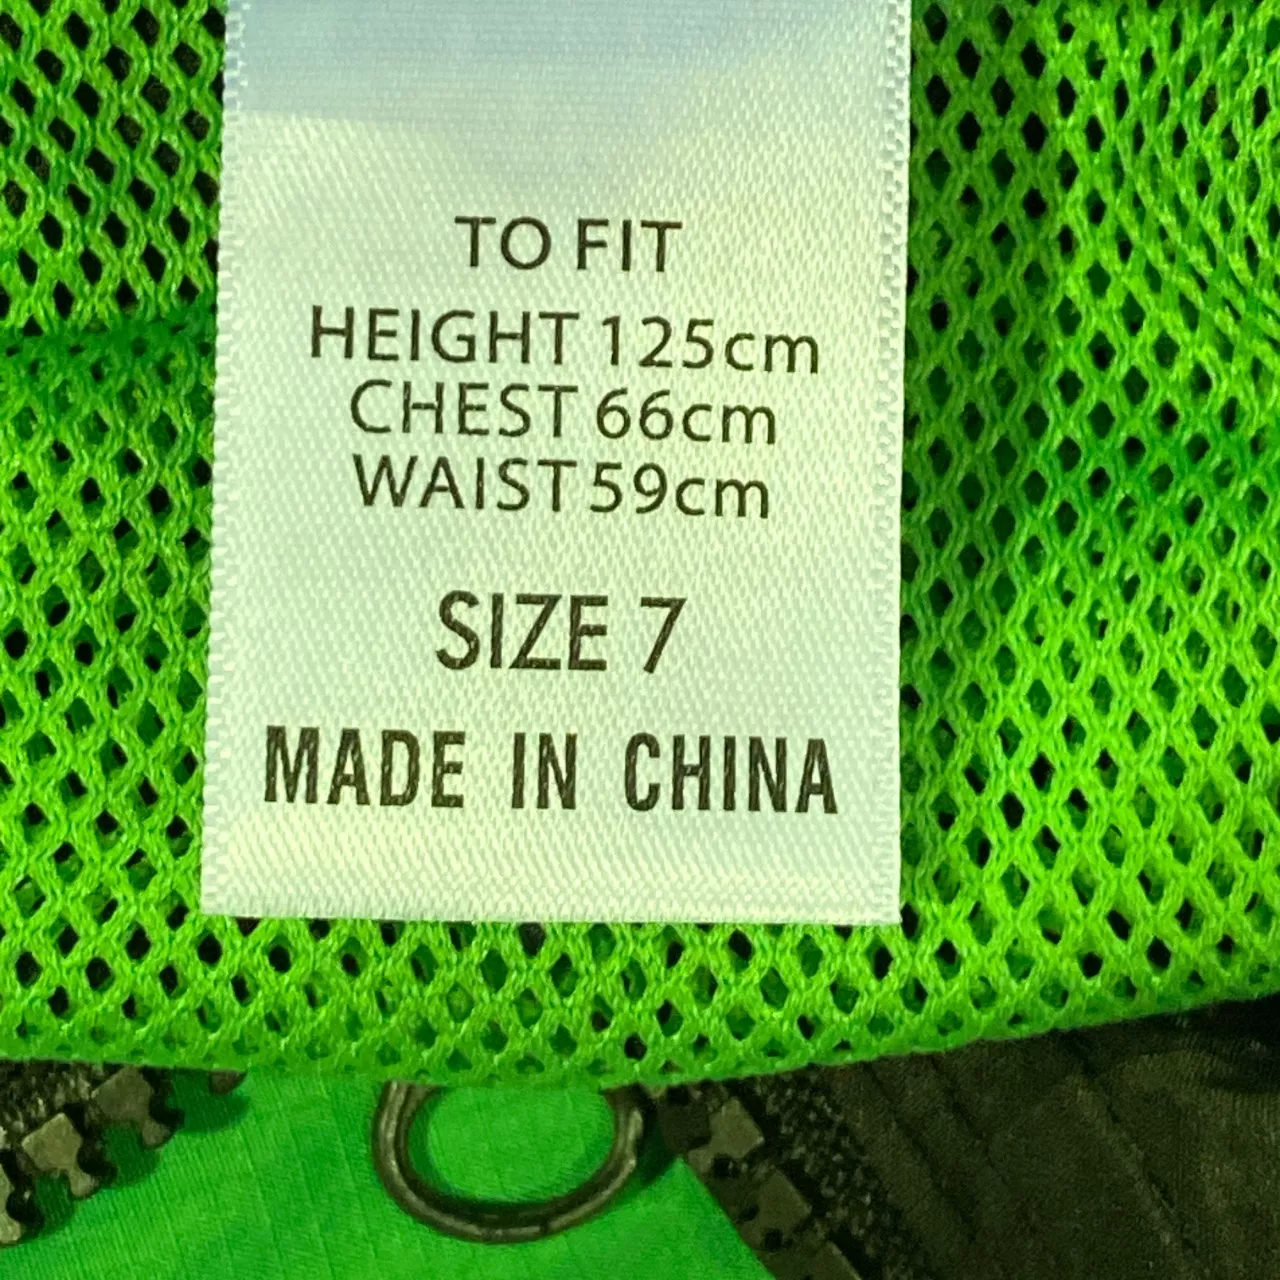 TO FIT
HEIGHT 125cm
CHEST 66cm
WAIST 59cm
SIZE 7
MADE IN CHINA